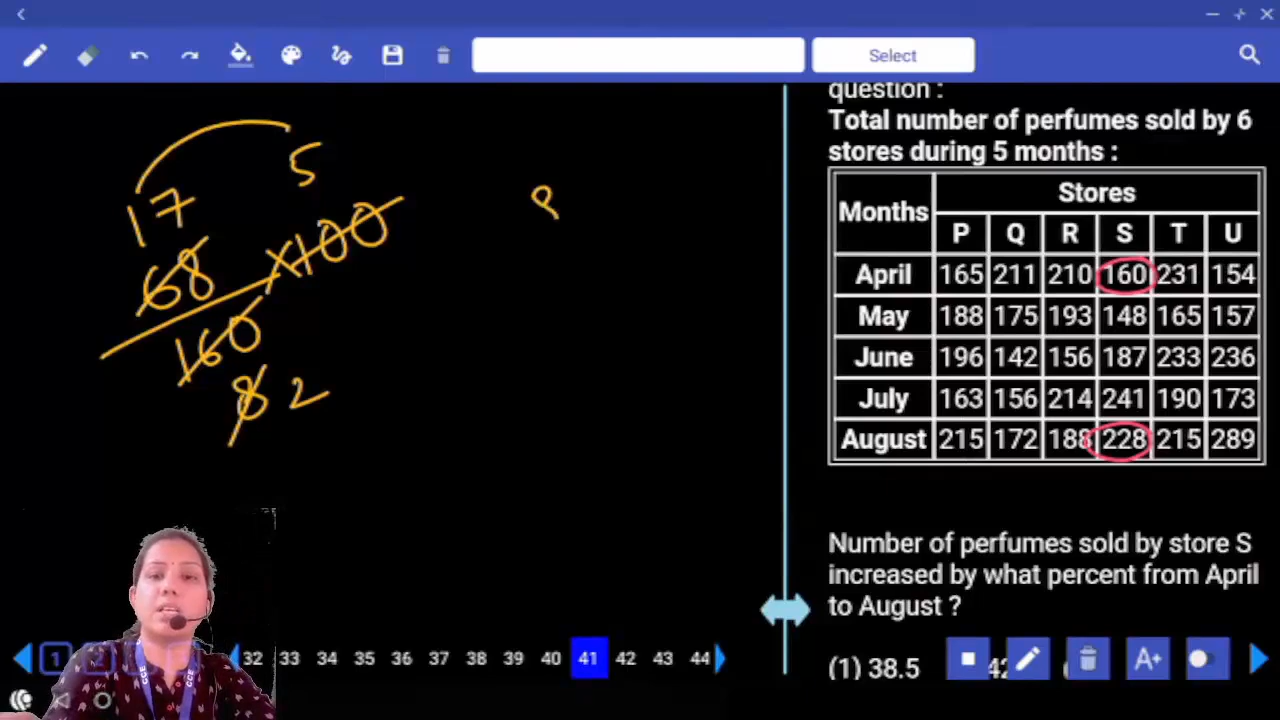 Select
question :
Total number of perfumes sold by 6
stores during 5 months :
Months Stores
P Q R S T U
April 165 211 210 160 231 154
May 188 175 193 148 165 157
June 196 142 156 187 233 236
July 163 156 214 241 190 173
August 215 172 188 228 215 289
Number of perfumes sold by store S
increased by what percent from April
to August ?
(1) 38.5
5
17
68 ×100
160
8 2
8
1 2
32 33 34 35 36 37 38 39 40 41 42 43 44
A+
CCE